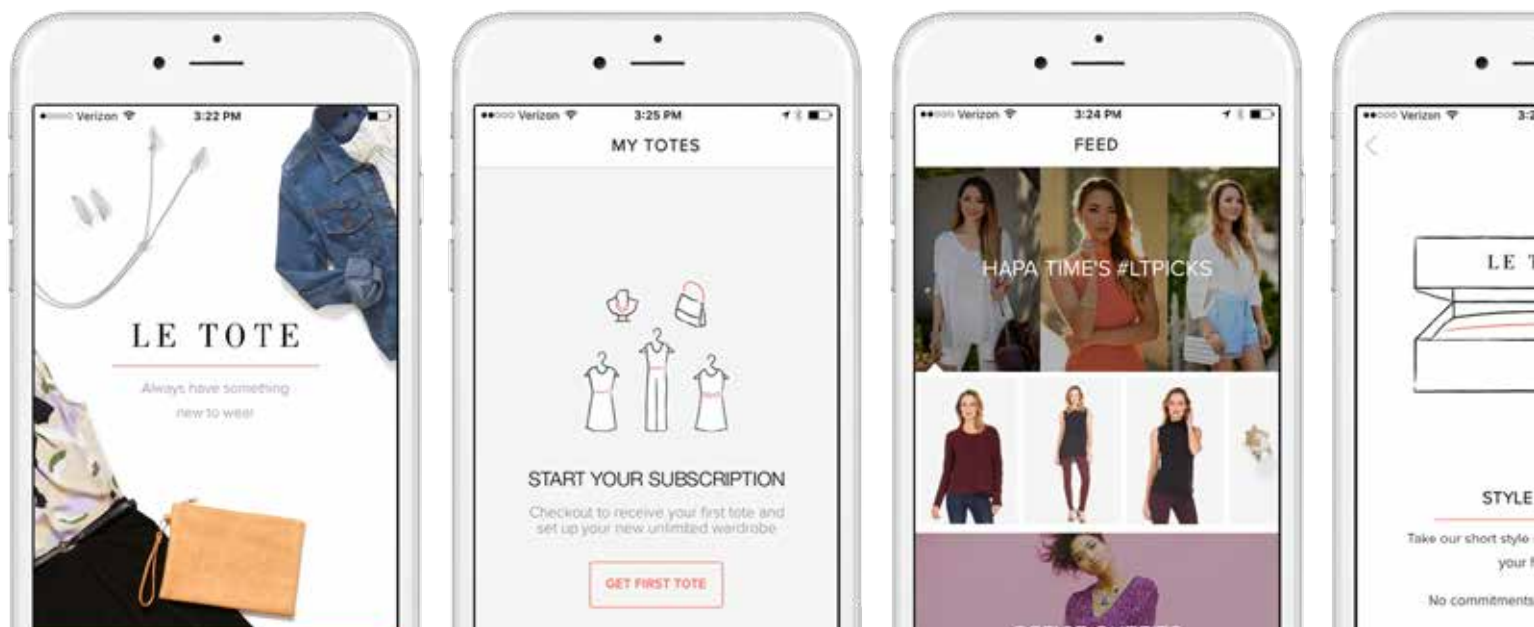 Verizon
3:22 PM
LE TOTE
Always have something
new to wear
Verizon
3:25 PM
MY TOTES
START YOUR SUBSCRIPTION
Checkout to receive your first tote and
set up your new unlimited wardrobe
GET FIRST TOTE
Verizon
3:24 PM
FEED
HAPA TIME'S #LTPICKS
Verizon
3:2
LE T
STYLE
Take our short style
your f
No commitments